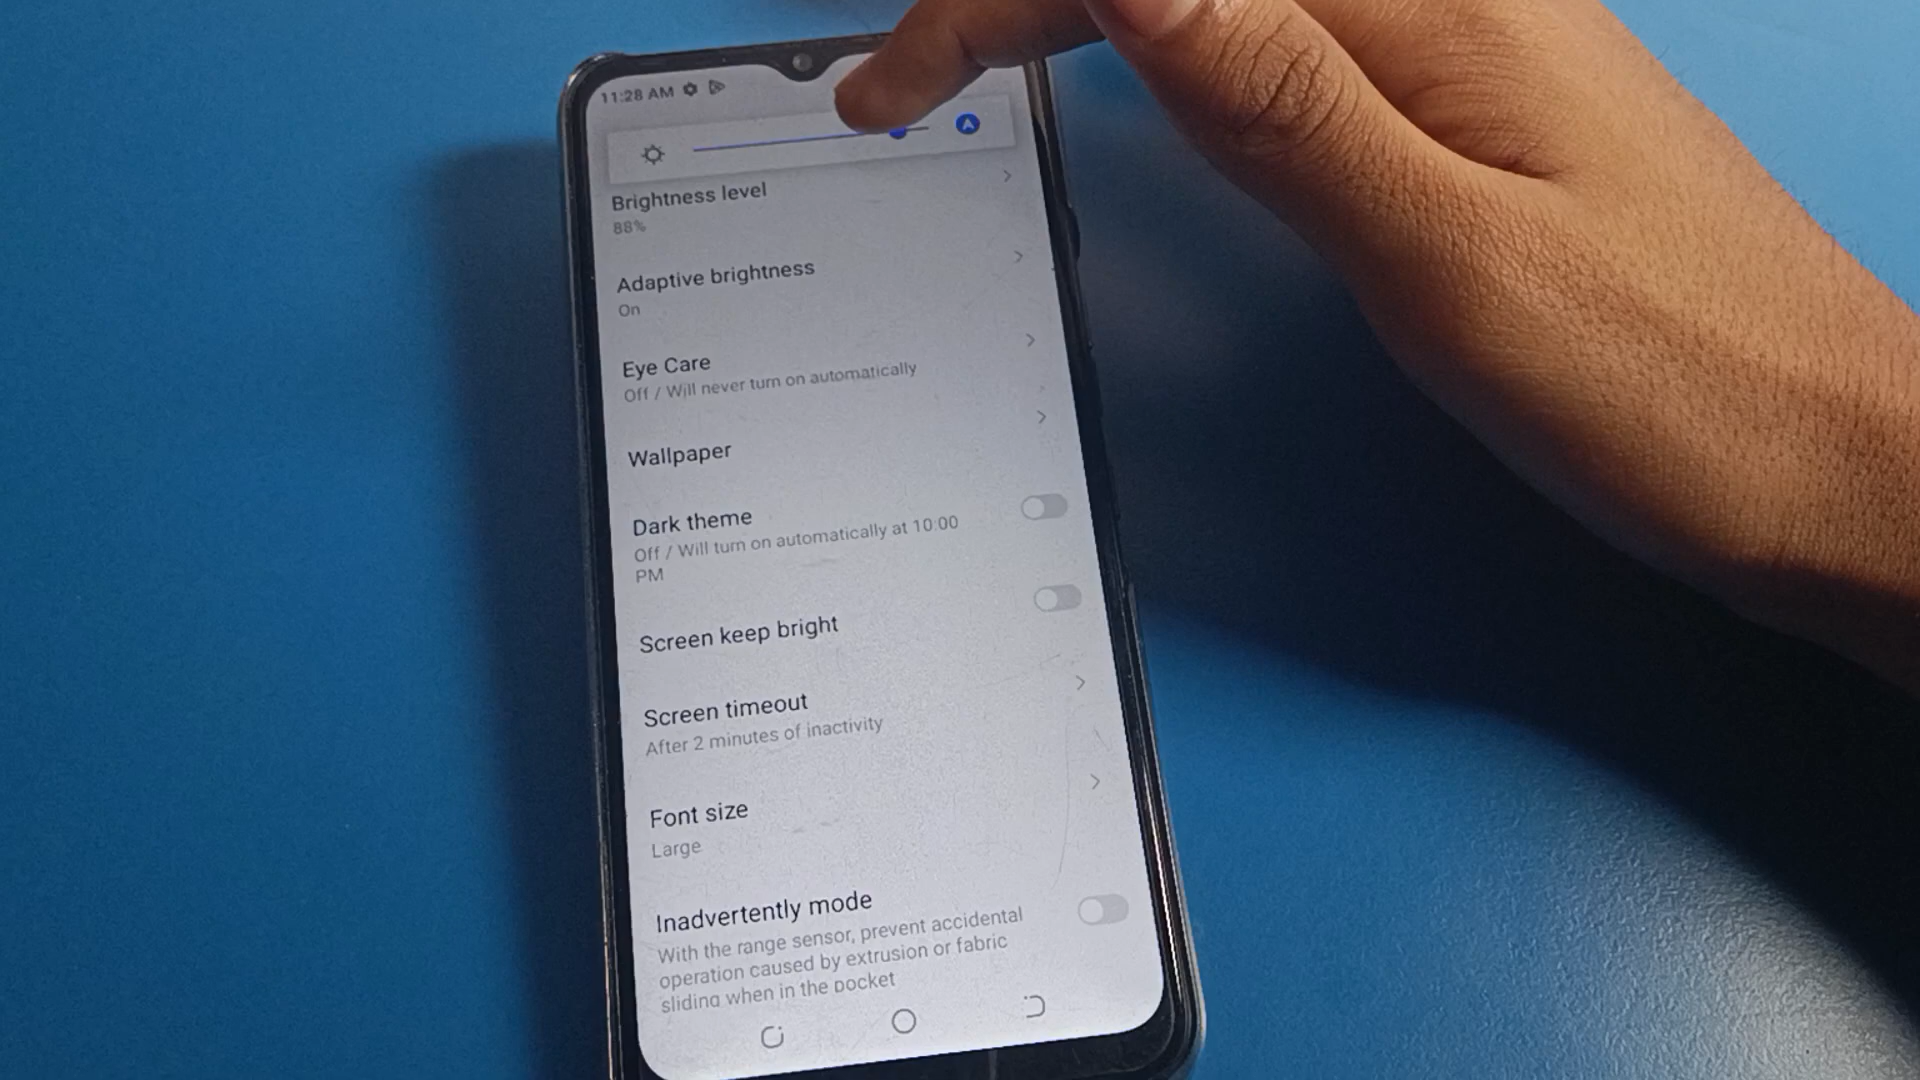 11:28 AM
A
Brightness level
88%
Adaptive brightness
On
Eye Care
Off / Will never turn on automatically
Wallpaper
Dark theme
Off / Will turn on automatically at 10:00
PM
Screen keep bright
Screen timeout
After 2 minutes of inactivity
Font size
Large
Inadvertently mode
With the range sensor, prevent accidental
operation caused by extrusion or fabric
sliding when in the pocket